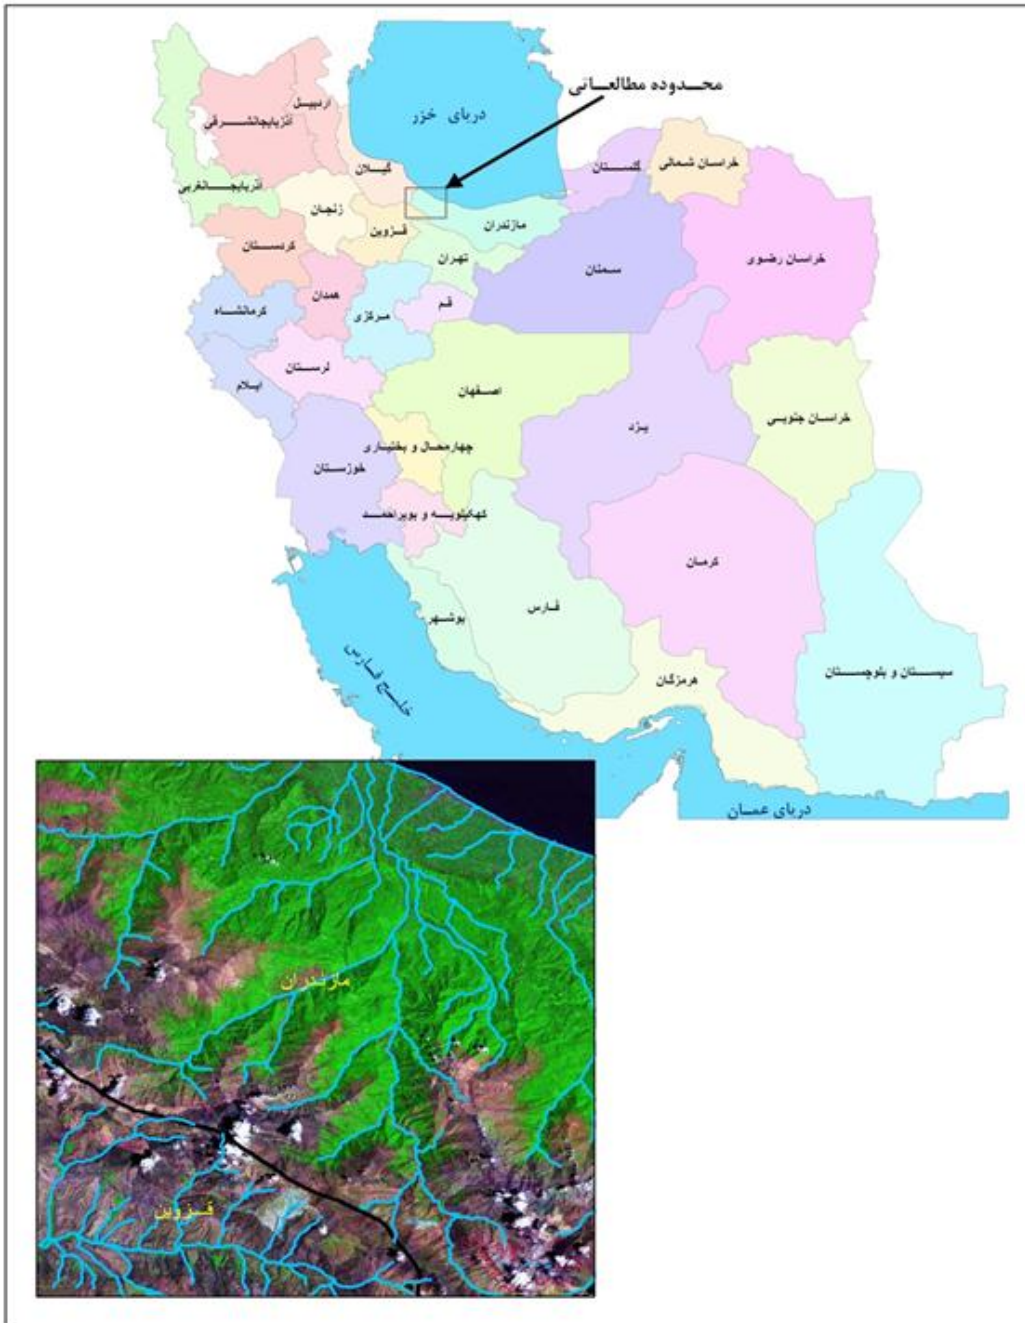 محدوده مطالعاتی
دریای خزر
اردبیل
آذربایجانشرقی
گیلان
گلستان
خراسان شمالی
آذربایجانغربی
زنجان
قزوین
مازندران
کردستان
تهران
سمنان
خراسان رضوی
همدان
قم
کرمانشاه
مرکزی
لرستان
ایلام
اصفهان
یزد
خراسان جنوبی
چهارمحال و بختیاری
خوزستان
کهکیلویه و بویراحمد
کرمان
فارس
بوشهر
سیستان و بلوچستان
هرمزگان
خلیج فارس
دریای عمان
مازندران
قزوین